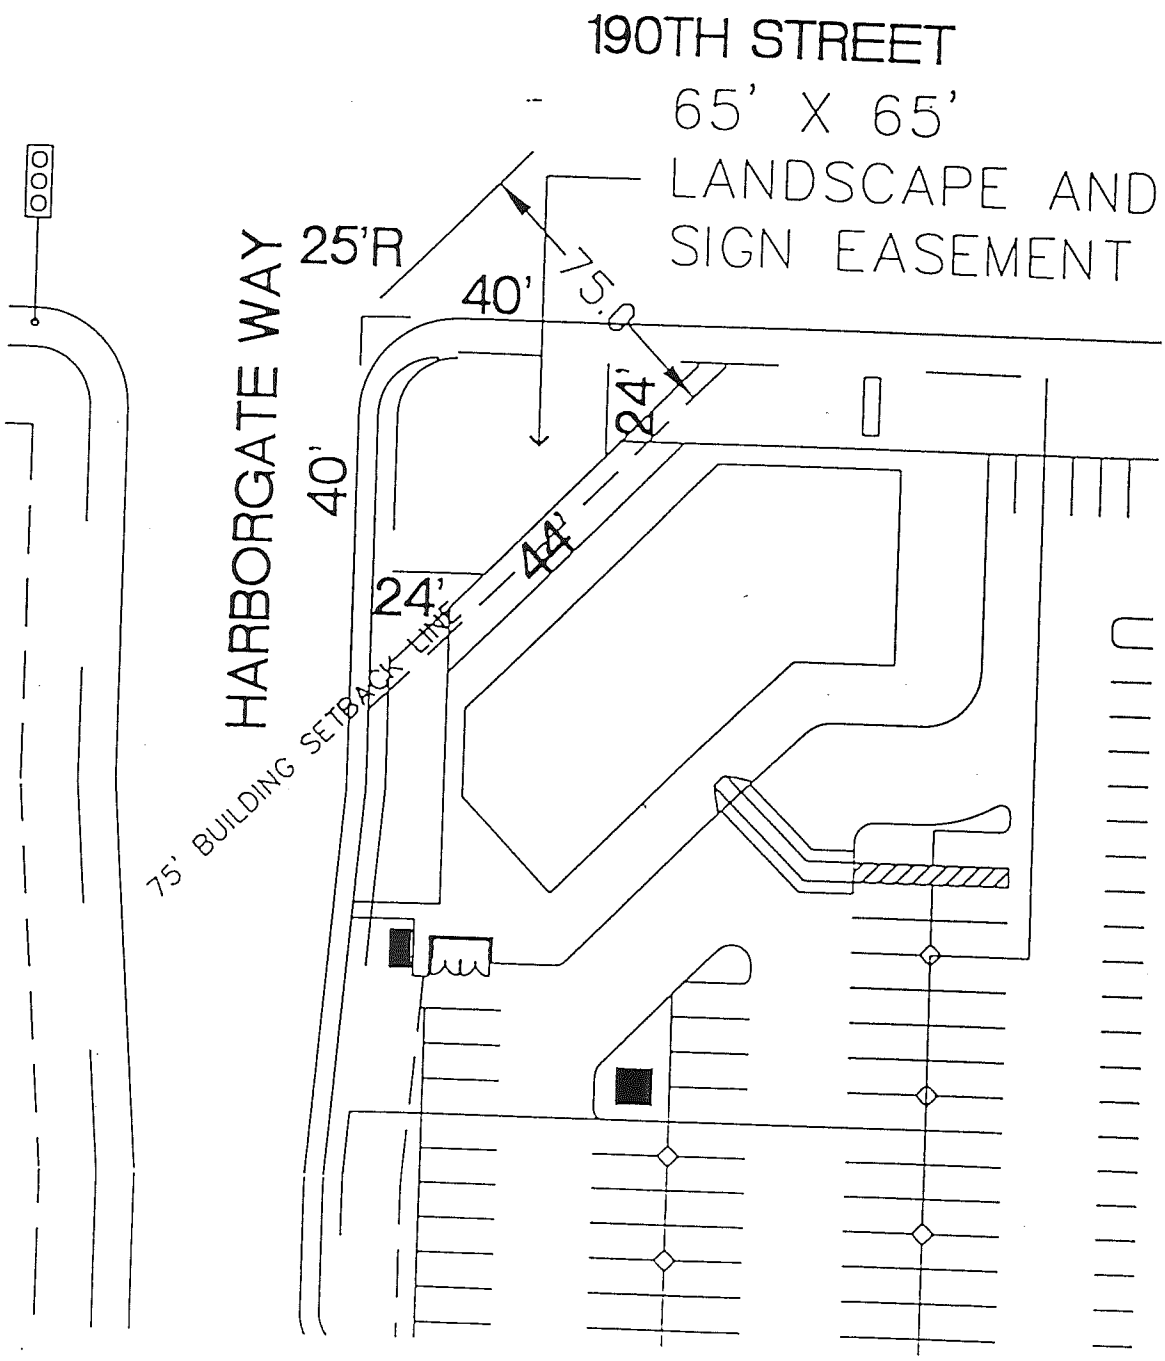 190TH STREET
65' X 65'
LANDSCAPE AND
SIGN EASEMENT
25'R
HARBORGATE WAY
40'
75.0
24'
40'
44'
24'
75' BUILDING SETBACK LINE